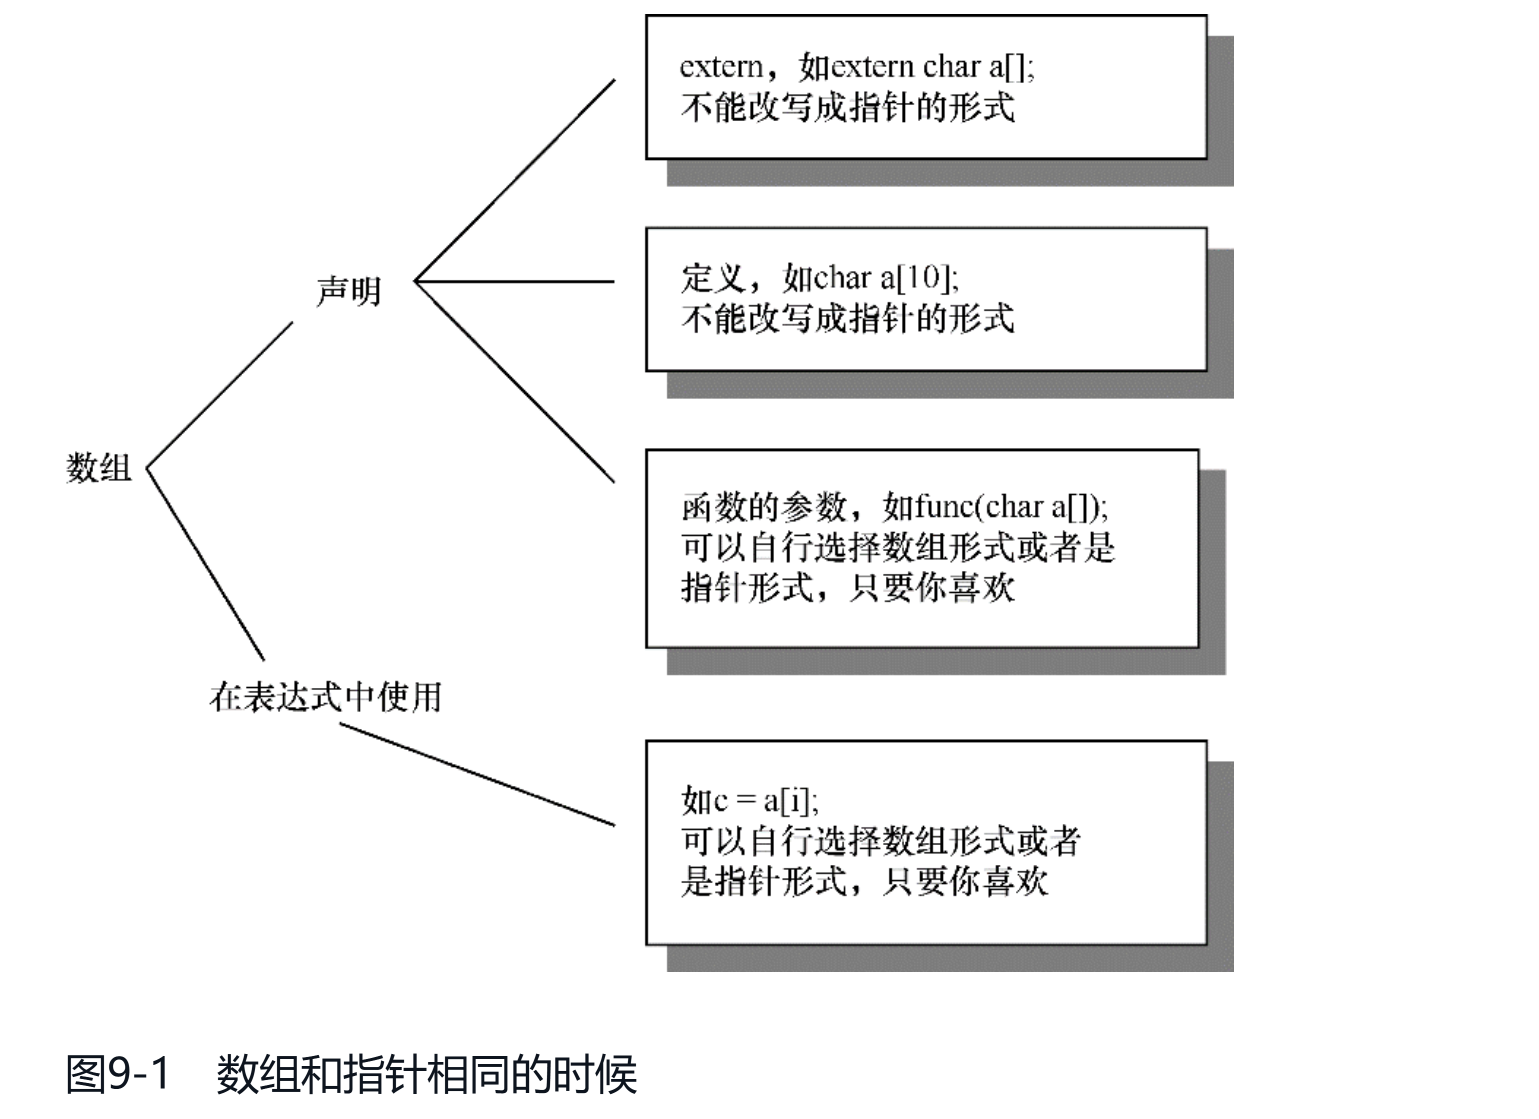 extern，如extern char a[];
不能改写成指针的形式
定义，如char a[10];
不能改写成指针的形式
声明
数组
函数的参数，如func(char a[]);
可以自行选择数组形式或者是
指针形式，只要你喜欢
在表达式中使用
如c = a[i];
可以自行选择数组形式或者
是指针形式，只要你喜欢
图9-1 数组和指针相同的时候